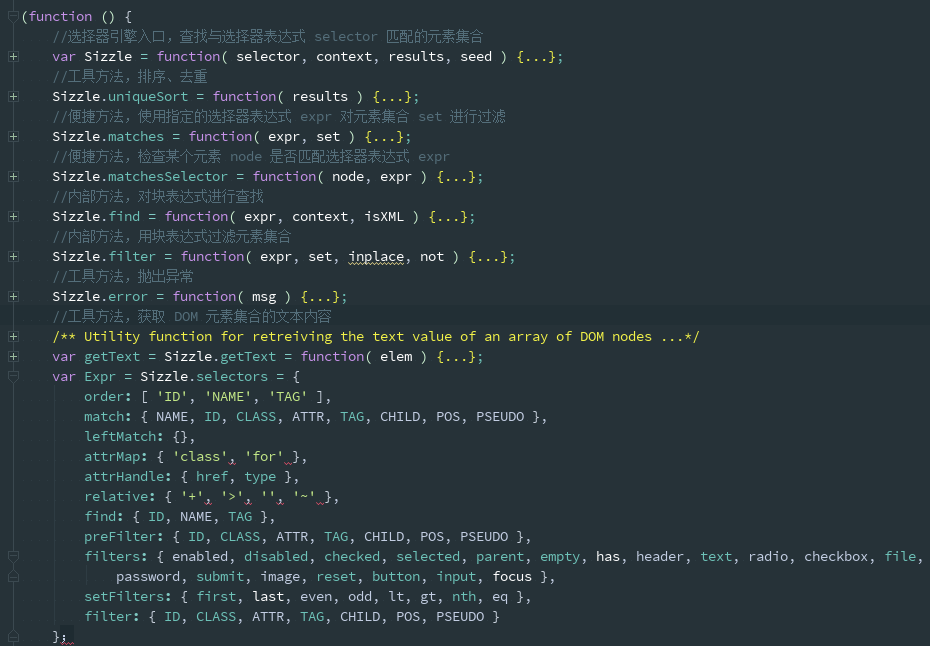 (function () {
//选择器引擎入口，查找与选择器表达式 selector 匹配的元素集合
var Sizzle = function( selector, context, results, seed ) {...};
//工具方法，排序、去重
Sizzle.uniqueSort = function( results ) {...};
//便捷方法，使用指定的选择器表达式 expr 对元素集合 set 进行过滤
Sizzle.matches = function( expr, set ) {...};
//便捷方法，检查某个元素 node 是否匹配选择器表达式 expr
Sizzle.matchesSelector = function( node, expr ) {...};
//内部方法，对块表达式进行查找
Sizzle.find = function( expr, context, isXML ) {...};
//内部方法，用块表达式过滤元素集合
Sizzle.filter = function( expr, set, inplace, not ) {...};
//工具方法，抛出异常
Sizzle.error = function( msg ) {...};
//工具方法，获取 DOM 元素集合的文本内容
/** Utility function for retreiving the text value of an array of DOM nodes ...*/
var getText = Sizzle.getText = function( elem ) {...};
var Expr = Sizzle.selectors = {
order: [ 'ID', 'NAME', 'TAG' ],
match: { NAME, ID, CLASS, ATTR, TAG, CHILD, POS, PSEUDO },
leftMatch: {},
attrMap: { 'class', 'for' },
attrHandle: { href, type },
relative: { '+', '>', '', '~' },
find: { ID, NAME, TAG },
preFilter: { ID, CLASS, ATTR, TAG, CHILD, POS, PSEUDO },
filters: { enabled, disabled, checked, selected, parent, empty, has, header, text, radio, checkbox, file,
password, submit, image, reset, button, input, focus },
setFilters: { first, last, even, odd, lt, gt, nth, eq },
filter: { ID, CLASS, ATTR, TAG, CHILD, POS, PSEUDO }
};